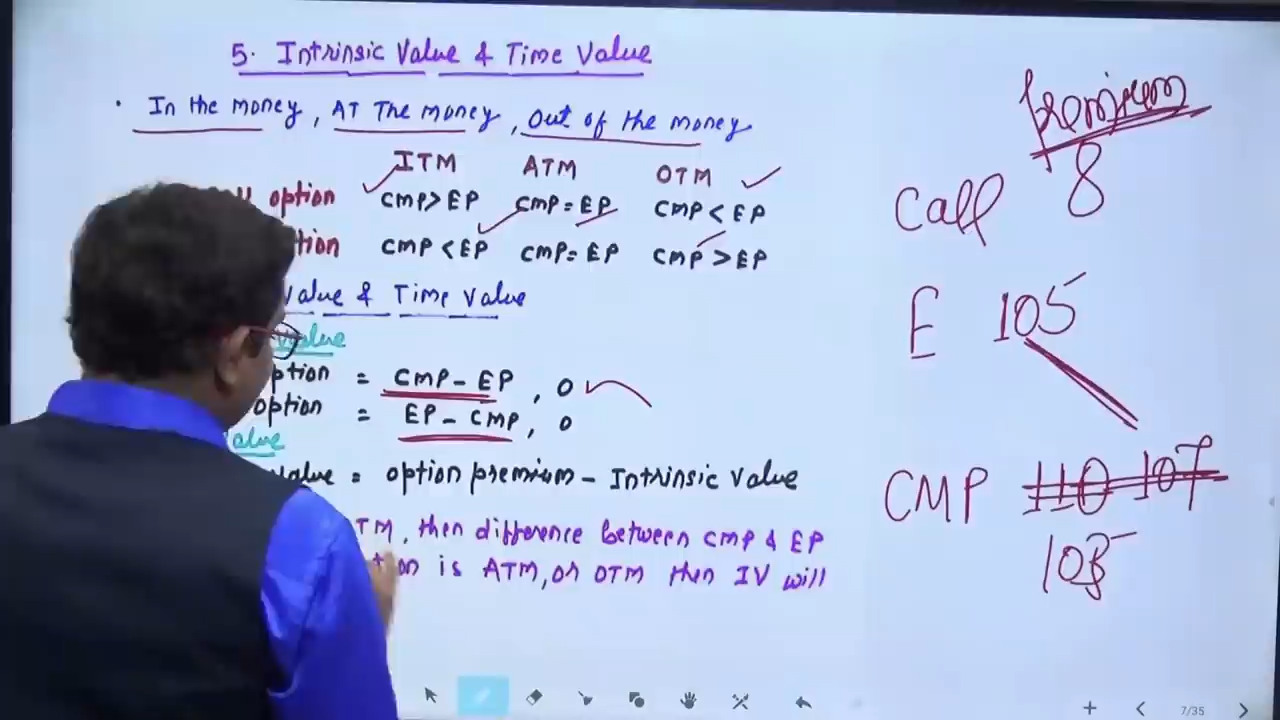 5. Intrinsic Value & Time Value
• In the money, AT The money, out of the money
ITM ATM OTM
option CMP>EP CMP=EP CMP<EP
CMP<EP CMP=EP CMP>EP
Value & Time Value
= CMP-EP, 0
option = EP-CMP, 0
= option premium - Intrinsic Value
then difference between CMP & EP
is ATM, or OTM then IV will
Premium
Call 8
E 105
CMP 110 107
7/35